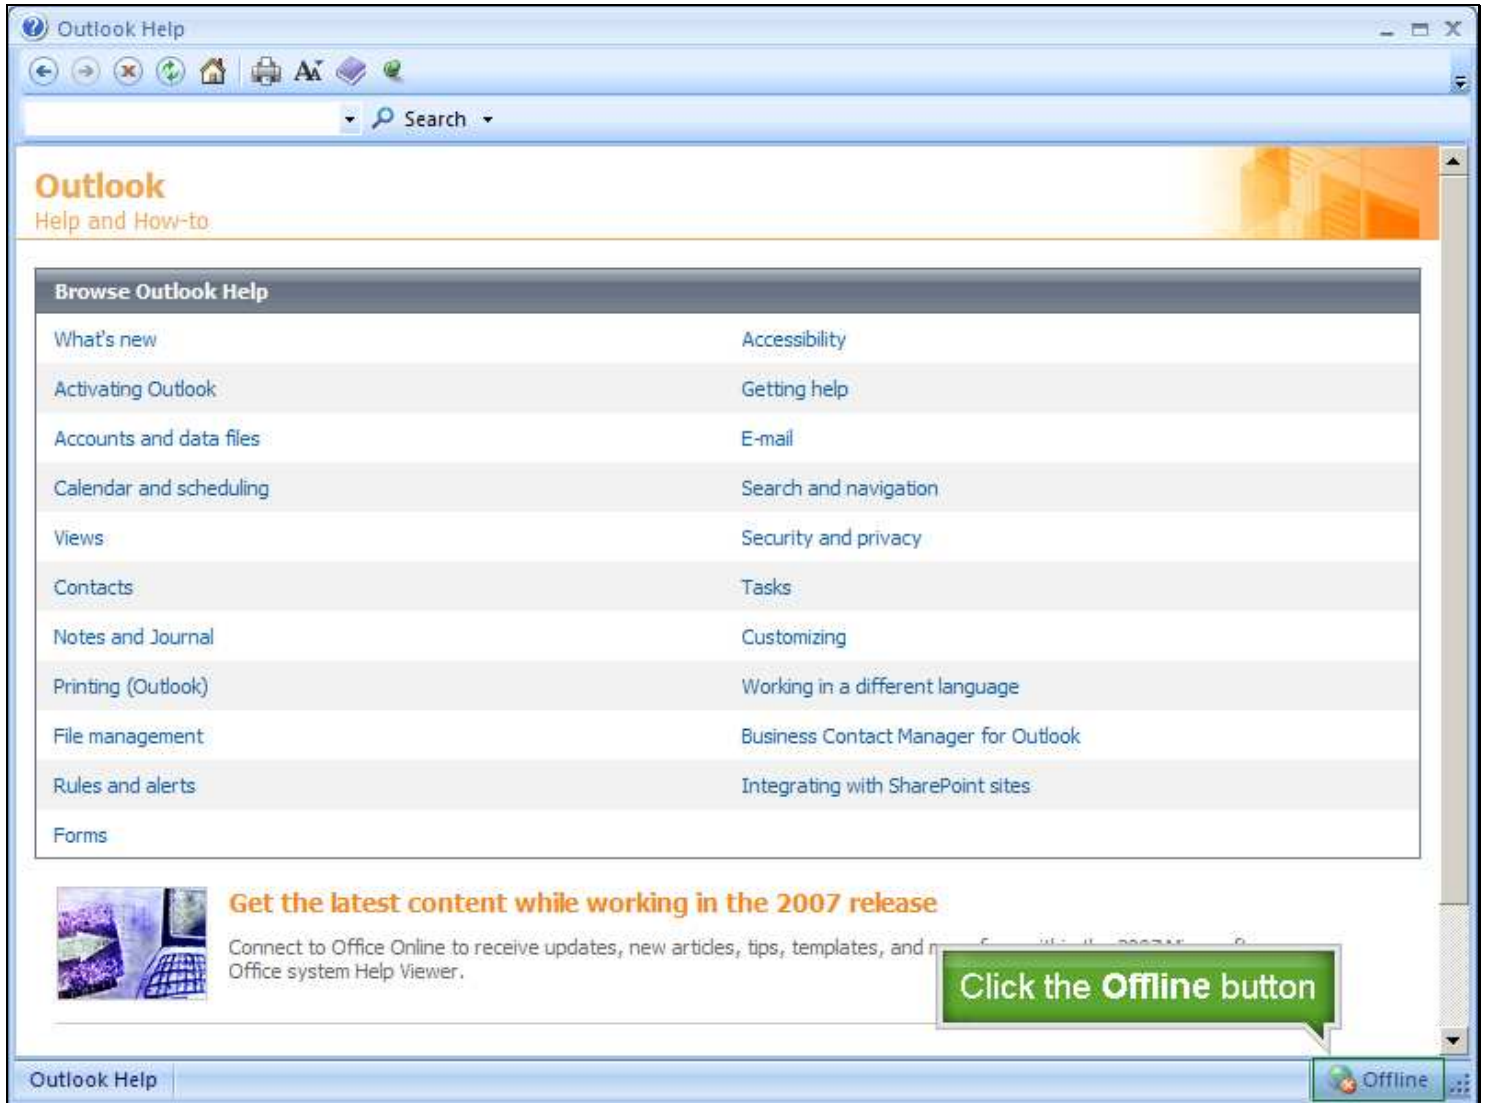 Outlook Help
Search
Outlook
Help and How-to
Browse Outlook Help
What's new
Accessibility
Activating Outlook
Getting help
Accounts and data files
E-mail
Calendar and scheduling
Search and navigation
Views
Security and privacy
Contacts
Tasks
Notes and Journal
Customizing
Printing (Outlook)
Working in a different language
File management
Business Contact Manager for Outlook
Rules and alerts
Integrating with SharePoint sites
Forms
Get the latest content while working in the 2007 release
Connect to Office Online to receive updates, new articles, tips, templates, and
Office system Help Viewer.
Click the Offline button
Outlook Help
Offline